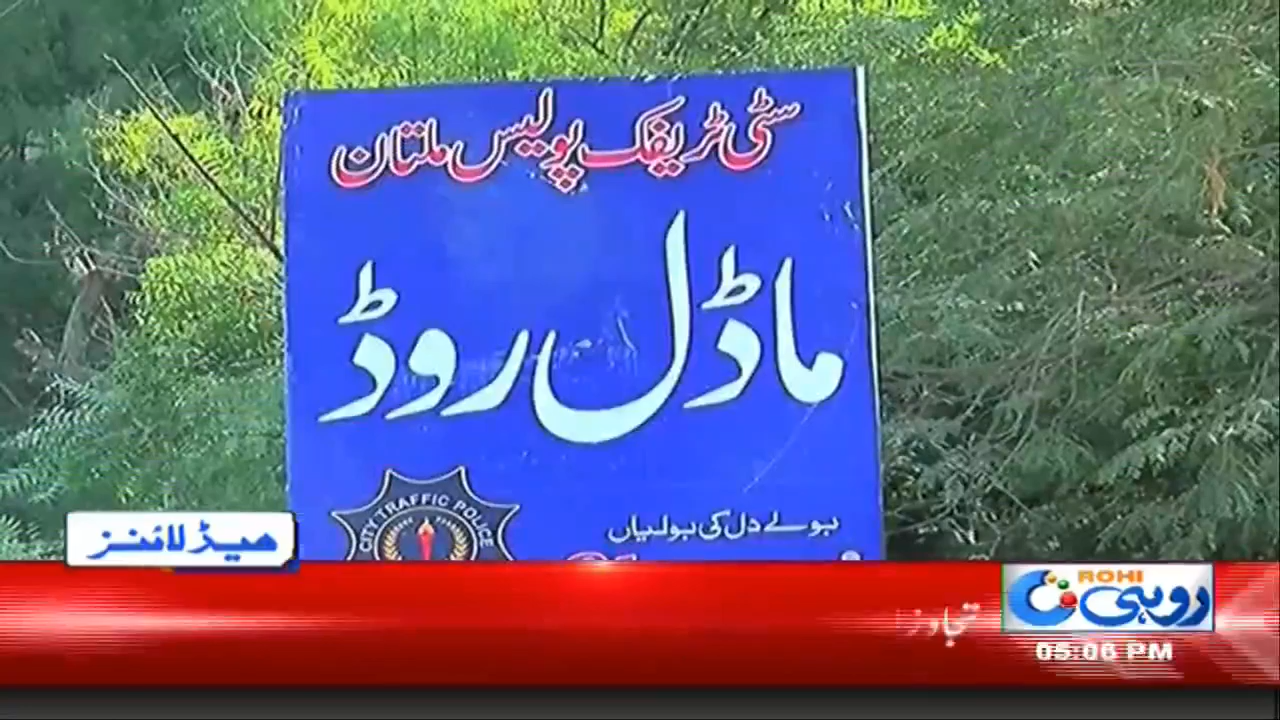 سٹی ٹریفک پولیس ملتان
ماڈل روڈ
CITY TRAFFIC POLICE
بولے دل کی بولیاں
ہیڈ لائنز
ROHI
روہی
05:06 PM